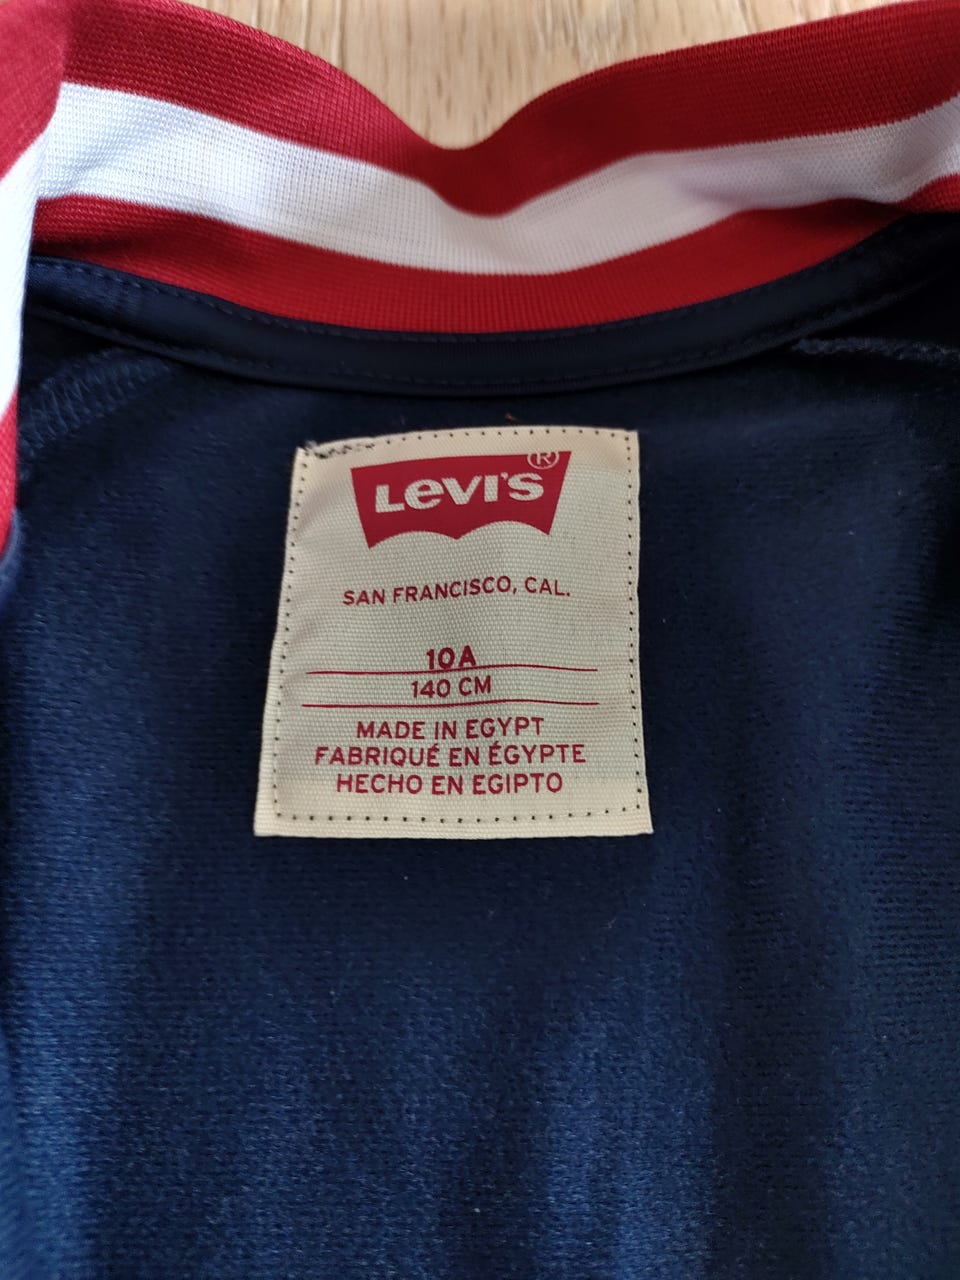 LEVI'S®
SAN FRANCISCO, CAL.
10A
140 CM
MADE IN EGYPT
FABRIQUÉ EN ÉGYPTE
HECHO EN EGIPTO